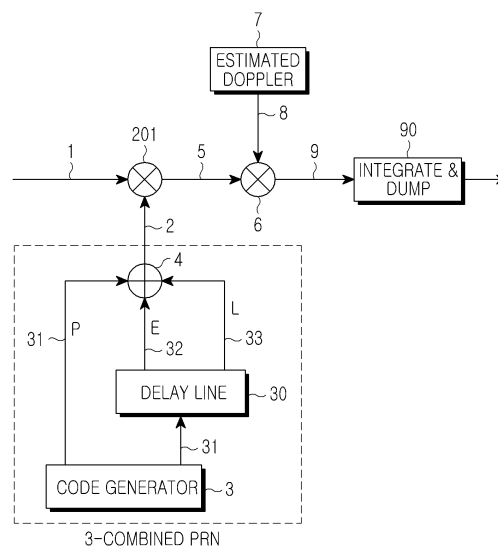 7
ESTIMATED
DOPPLER
8
201
90
1
5
9
INTEGRATE &
DUMP
6
2
4
31
P
E
L
32
33
DELAY LINE
30
31
CODE GENERATOR
3
3-COMBINED PRN